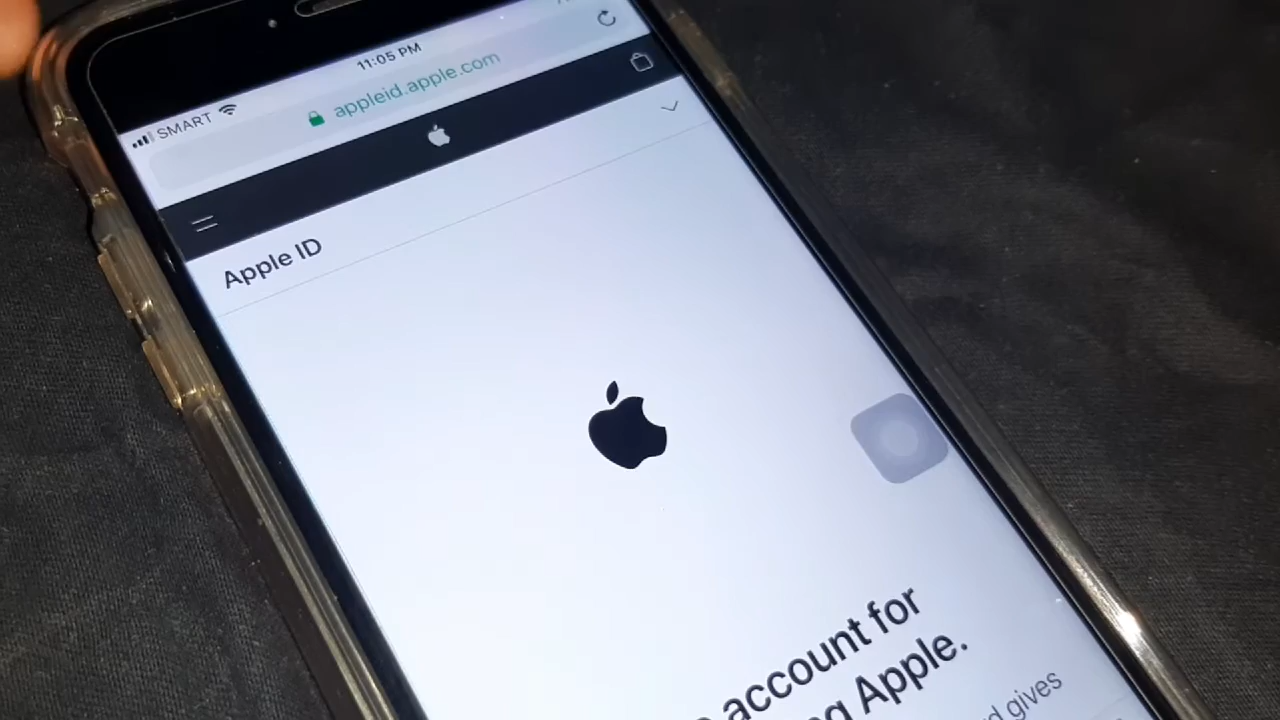 11:05 PM
SMART
appleid.apple.com
Apple ID
account for
Apple.
gives